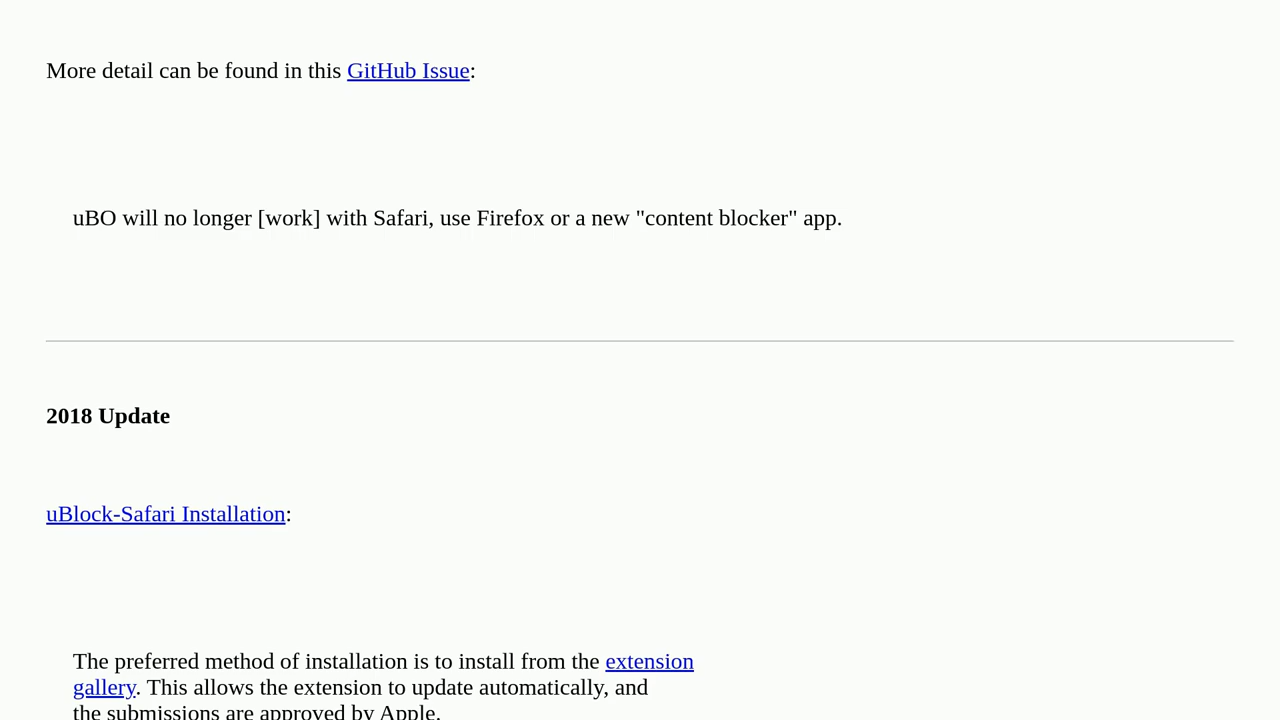 More detail can be found in this GitHub Issue:
uBO will no longer [work] with Safari, use Firefox or a new "content blocker" app.
2018 Update
uBlock-Safari Installation:
The preferred method of installation is to install from the extension
gallery. This allows the extension to update automatically, and
the submissions are approved by Apple.